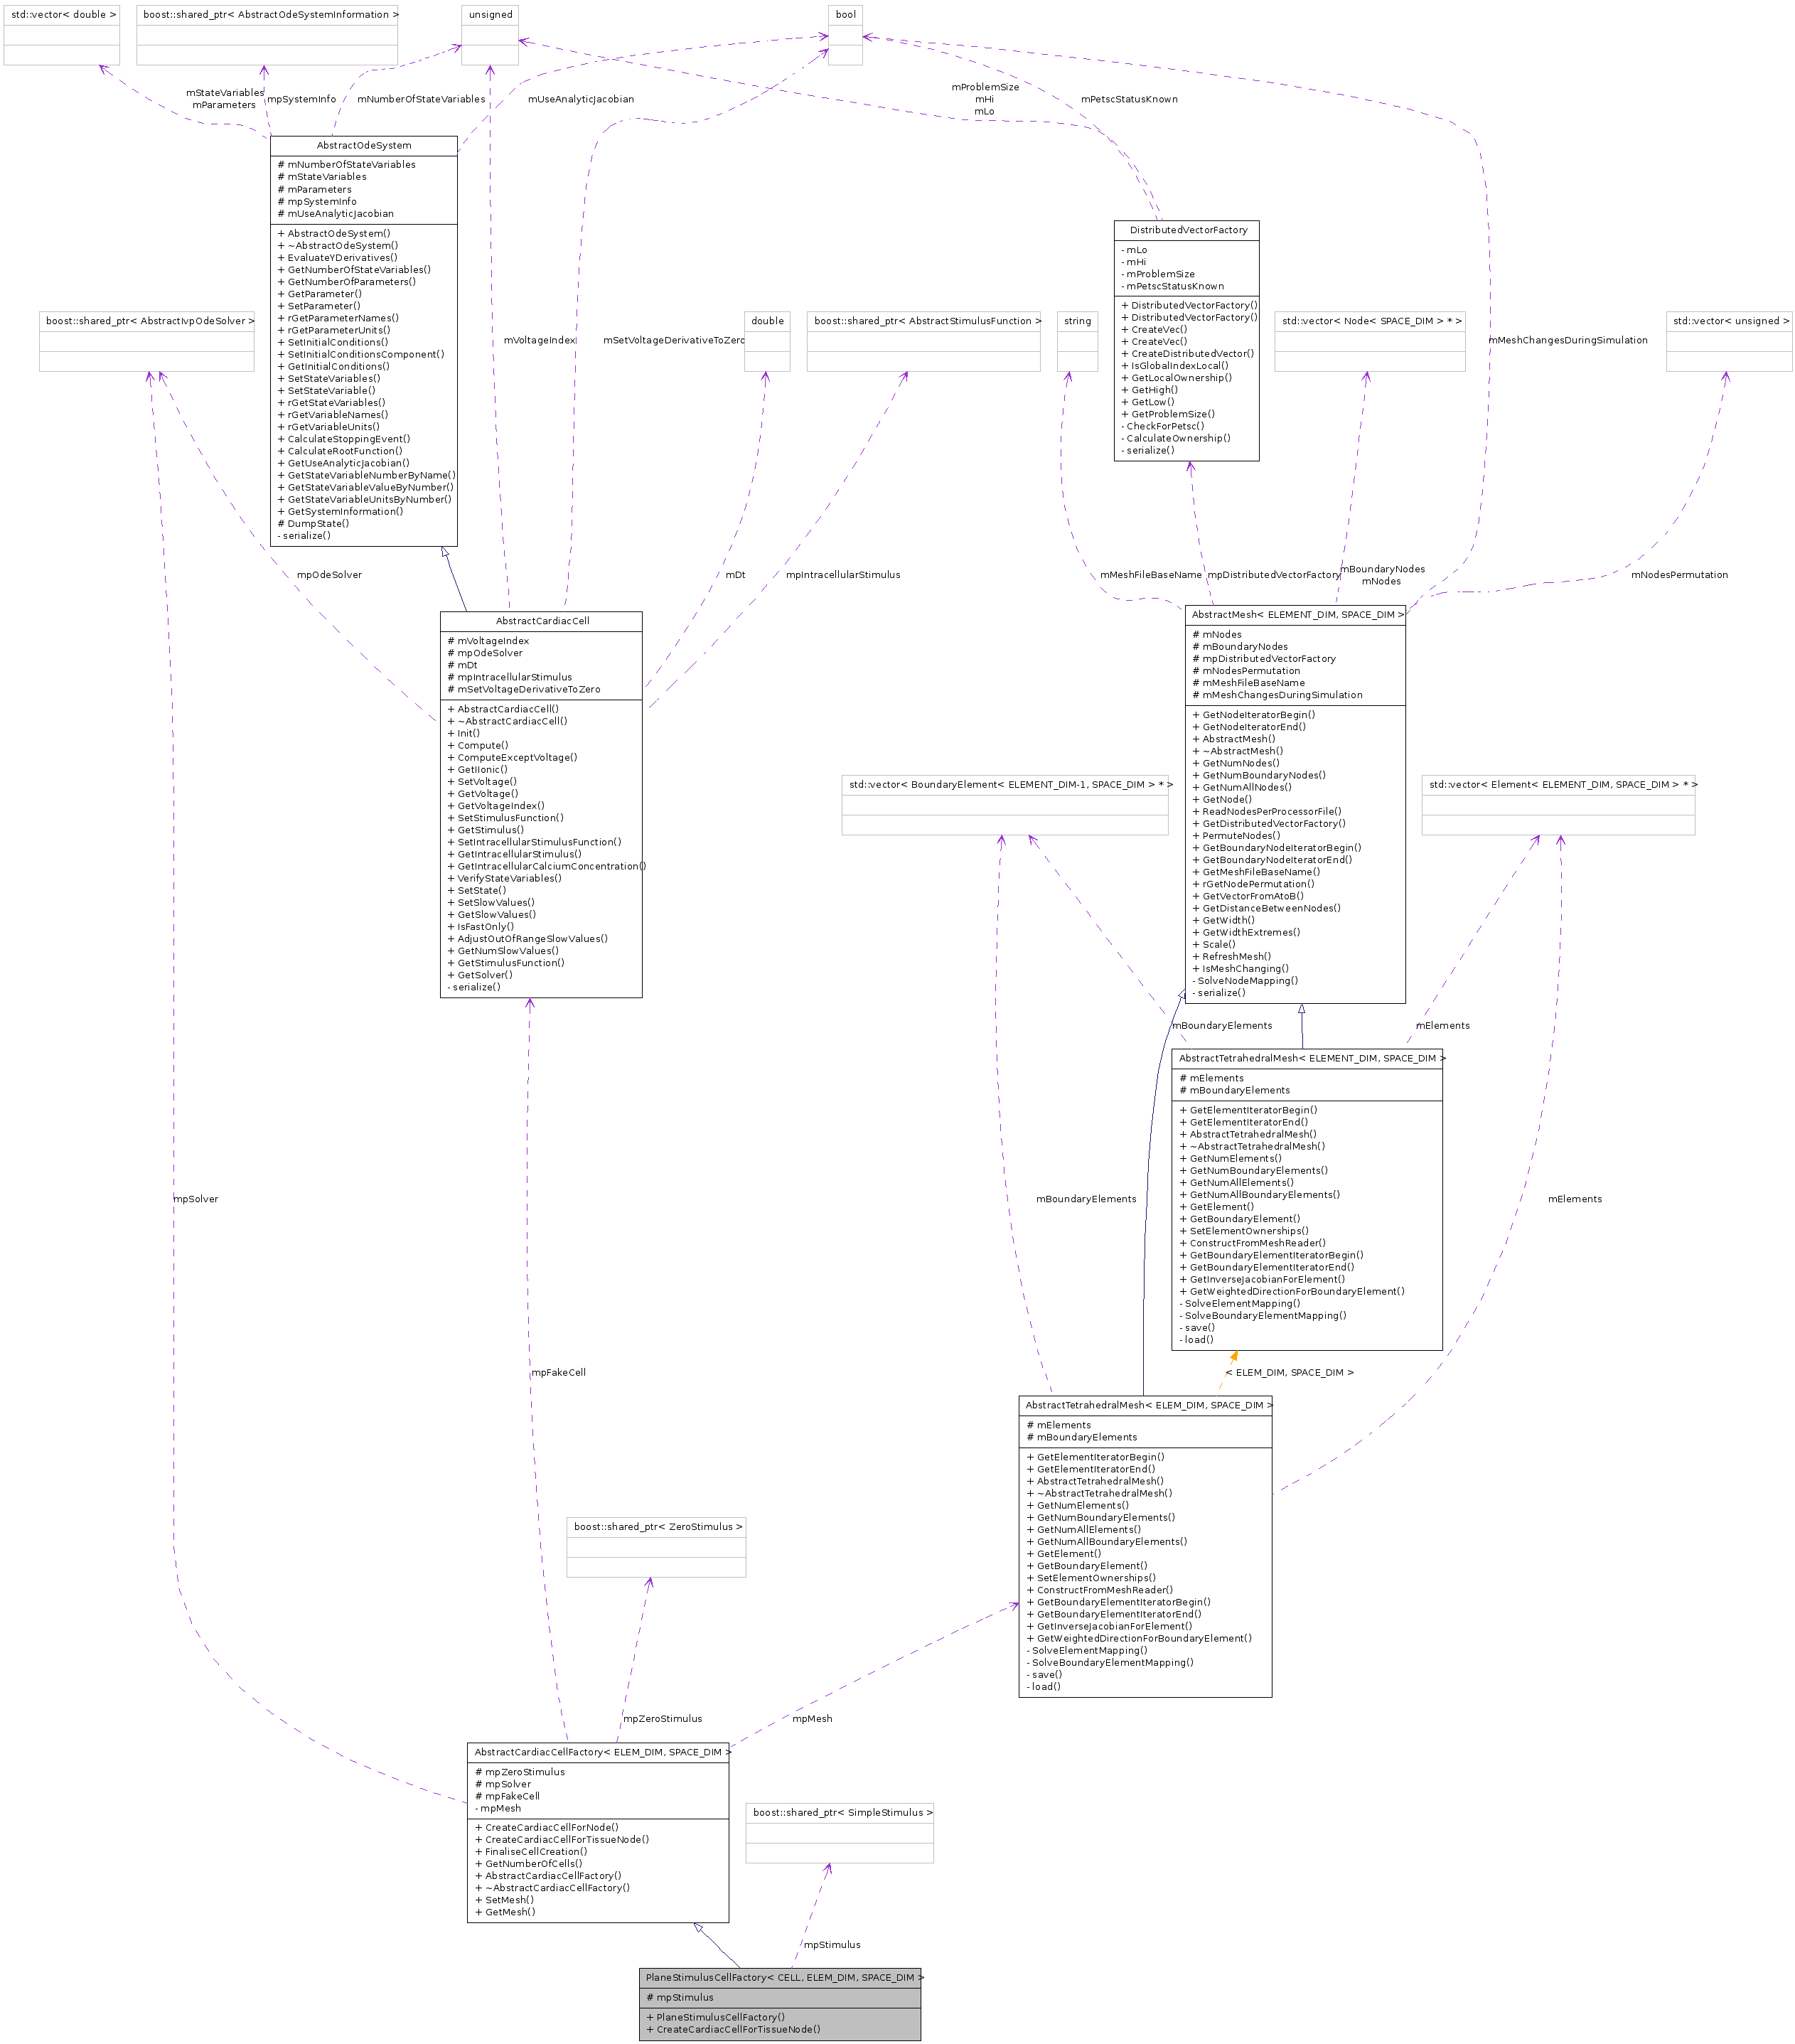 std::vector< double >
boost::shared_ptr< AbstractOdeSystemInformation >
unsigned
bool
mStateVariables
mParameters
mpSystemInfo
mNumberOfStateVariables
mUseAnalyticJacobian
mProblemSize
mHi
mLo
mPetscStatusKnown
AbstractOdeSystem
# mNumberOfStateVariables
# mStateVariables
# mParameters
# mpSystemInfo
# mUseAnalyticJacobian
+ AbstractOdeSystem()
+ ~AbstractOdeSystem()
+ EvaluateYDerivatives()
+ GetNumberOfStateVariables()
+ GetNumberOfParameters()
+ GetParameter()
+ SetParameter()
+ rGetParameterNames()
+ rGetParameterUnits()
+ SetInitialConditions()
+ SetInitialConditionsComponent()
+ GetInitialConditions()
+ SetStateVariables()
+ SetStateVariable()
+ rGetStateVariables()
+ rGetVariableNames()
+ rGetVariableUnits()
+ CalculateStoppingEvent()
+ CalculateRootFunction()
+ GetUseAnalyticJacobian()
+ GetStateVariableNumberByName()
+ GetStateVariableValueByNumber()
+ GetStateVariableUnitsByNumber()
+ GetSystemInformation()
# DumpState()
- serialize()
DistributedVectorFactory
- mLo
- mHi
- mProblemSize
- mPetscStatusKnown
+ DistributedVectorFactory()
+ DistributedVectorFactory()
+ CreateVec()
+ CreateVec()
+ CreateDistributedVector()
+ IsGlobalIndexLocal()
+ GetLocalOwnership()
+ GetHigh()
+ GetLow()
+ GetProblemSize()
- CheckForPetsc()
- CalculateOwnership()
- serialize()
boost::shared_ptr< AbstractIvpOdeSolver >
double
boost::shared_ptr< AbstractStimulusFunction >
string
std::vector< Node< SPACE_DIM > * >
std::vector< unsigned >
mVoltageIndex
mSetVoltageDerivativeToZero
mMeshChangesDuringSimulation
mpOdeSolver
mDt
mpIntracellularStimulus
mMeshFileBaseName
mpDistributedVectorFactory
mBoundaryNodes
mNodes
mNodesPermutation
AbstractCardiacCell
# mVoltageIndex
# mpOdeSolver
# mDt
# mpIntracellularStimulus
# mSetVoltageDerivativeToZero
+ AbstractCardiacCell()
+ ~AbstractCardiacCell()
+ Init()
+ Compute()
+ ComputeExceptVoltage()
+ GetIIonic()
+ SetVoltage()
+ GetVoltage()
+ GetVoltageIndex()
+ SetStimulusFunction()
+ GetStimulus()
+ SetIntracellularStimulusFunction()
+ GetIntracellularStimulus()
+ GetIntracellularCalciumConcentration()
+ VerifyStateVariables()
+ SetState()
+ SetSlowValues()
+ GetSlowValues()
+ IsFastOnly()
+ AdjustOutOfRangeSlowValues()
+ GetNumSlowValues()
+ GetStimulusFunction()
+ GetSolver()
- serialize()
AbstractMesh< ELEMENT_DIM, SPACE_DIM >
# mNodes
# mBoundaryNodes
# mpDistributedVectorFactory
# mNodesPermutation
# mMeshFileBaseName
# mMeshChangesDuringSimulation
+ GetNodeIteratorBegin()
+ GetNodeIteratorEnd()
+ AbstractMesh()
+ ~AbstractMesh()
+ GetNumNodes()
+ GetNumBoundaryNodes()
+ GetNumAllNodes()
+ GetNode()
+ ReadNodesPerProcessorFile()
+ GetDistributedVectorFactory()
+ PermuteNodes()
+ GetBoundaryNodeIteratorBegin()
+ GetBoundaryNodeIteratorEnd()
+ GetMeshFileBaseName()
+ rGetNodePermutation()
+ GetVectorFromAtoB()
+ GetDistanceBetweenNodes()
+ GetWidth()
+ GetWidthExtremes()
+ Scale()
+ RefreshMesh()
+ IsMeshChanging()
- SolveNodeMapping()
- serialize()
std::vector< BoundaryElement< ELEMENT_DIM-1, SPACE_DIM > * >
std::vector< Element< ELEMENT_DIM, SPACE_DIM > * >
mBoundaryElements
mElements
AbstractTetrahedralMesh< ELEMENT_DIM, SPACE_DIM >
# mElements
# mBoundaryElements
+ GetElementIteratorBegin()
+ GetElementIteratorEnd()
+ AbstractTetrahedralMesh()
+ ~AbstractTetrahedralMesh()
+ GetNumElements()
+ GetNumBoundaryElements()
+ GetNumAllElements()
+ GetNumAllBoundaryElements()
+ GetElement()
+ GetBoundaryElement()
+ SetElementOwnerships()
+ ConstructFromMeshReader()
+ GetBoundaryElementIteratorBegin()
+ GetBoundaryElementIteratorEnd()
+ GetInverseJacobianForElement()
+ GetWeightedDirectionForBoundaryElement()
- SolveElementMapping()
- SolveBoundaryElementMapping()
- save()
- load()
mpSolver
mBoundaryElements
mElements
mpFakeCell
< ELEM_DIM, SPACE_DIM >
AbstractTetrahedralMesh< ELEM_DIM, SPACE_DIM >
# mElements
# mBoundaryElements
+ GetElementIteratorBegin()
+ GetElementIteratorEnd()
+ AbstractTetrahedralMesh()
+ ~AbstractTetrahedralMesh()
+ GetNumElements()
+ GetNumBoundaryElements()
+ GetNumAllElements()
+ GetNumAllBoundaryElements()
+ GetElement()
+ GetBoundaryElement()
+ SetElementOwnerships()
+ ConstructFromMeshReader()
+ GetBoundaryElementIteratorBegin()
+ GetBoundaryElementIteratorEnd()
+ GetInverseJacobianForElement()
+ GetWeightedDirectionForBoundaryElement()
- SolveElementMapping()
- SolveBoundaryElementMapping()
- save()
- load()
boost::shared_ptr< ZeroStimulus >
mpZeroStimulus
mpMesh
AbstractCardiacCellFactory< ELEM_DIM, SPACE_DIM >
# mpZeroStimulus
# mpSolver
# mpFakeCell
- mpMesh
+ CreateCardiacCellForNode()
+ CreateCardiacCellForTissueNode()
+ FinaliseCellCreation()
+ GetNumberOfCells()
+ AbstractCardiacCellFactory()
+ ~AbstractCardiacCellFactory()
+ SetMesh()
+ GetMesh()
boost::shared_ptr< SimpleStimulus >
mpStimulus
PlaneStimulusCellFactory< CELL, ELEM_DIM, SPACE_DIM >
# mpStimulus
+ PlaneStimulusCellFactory()
+ CreateCardiacCellForTissueNode()